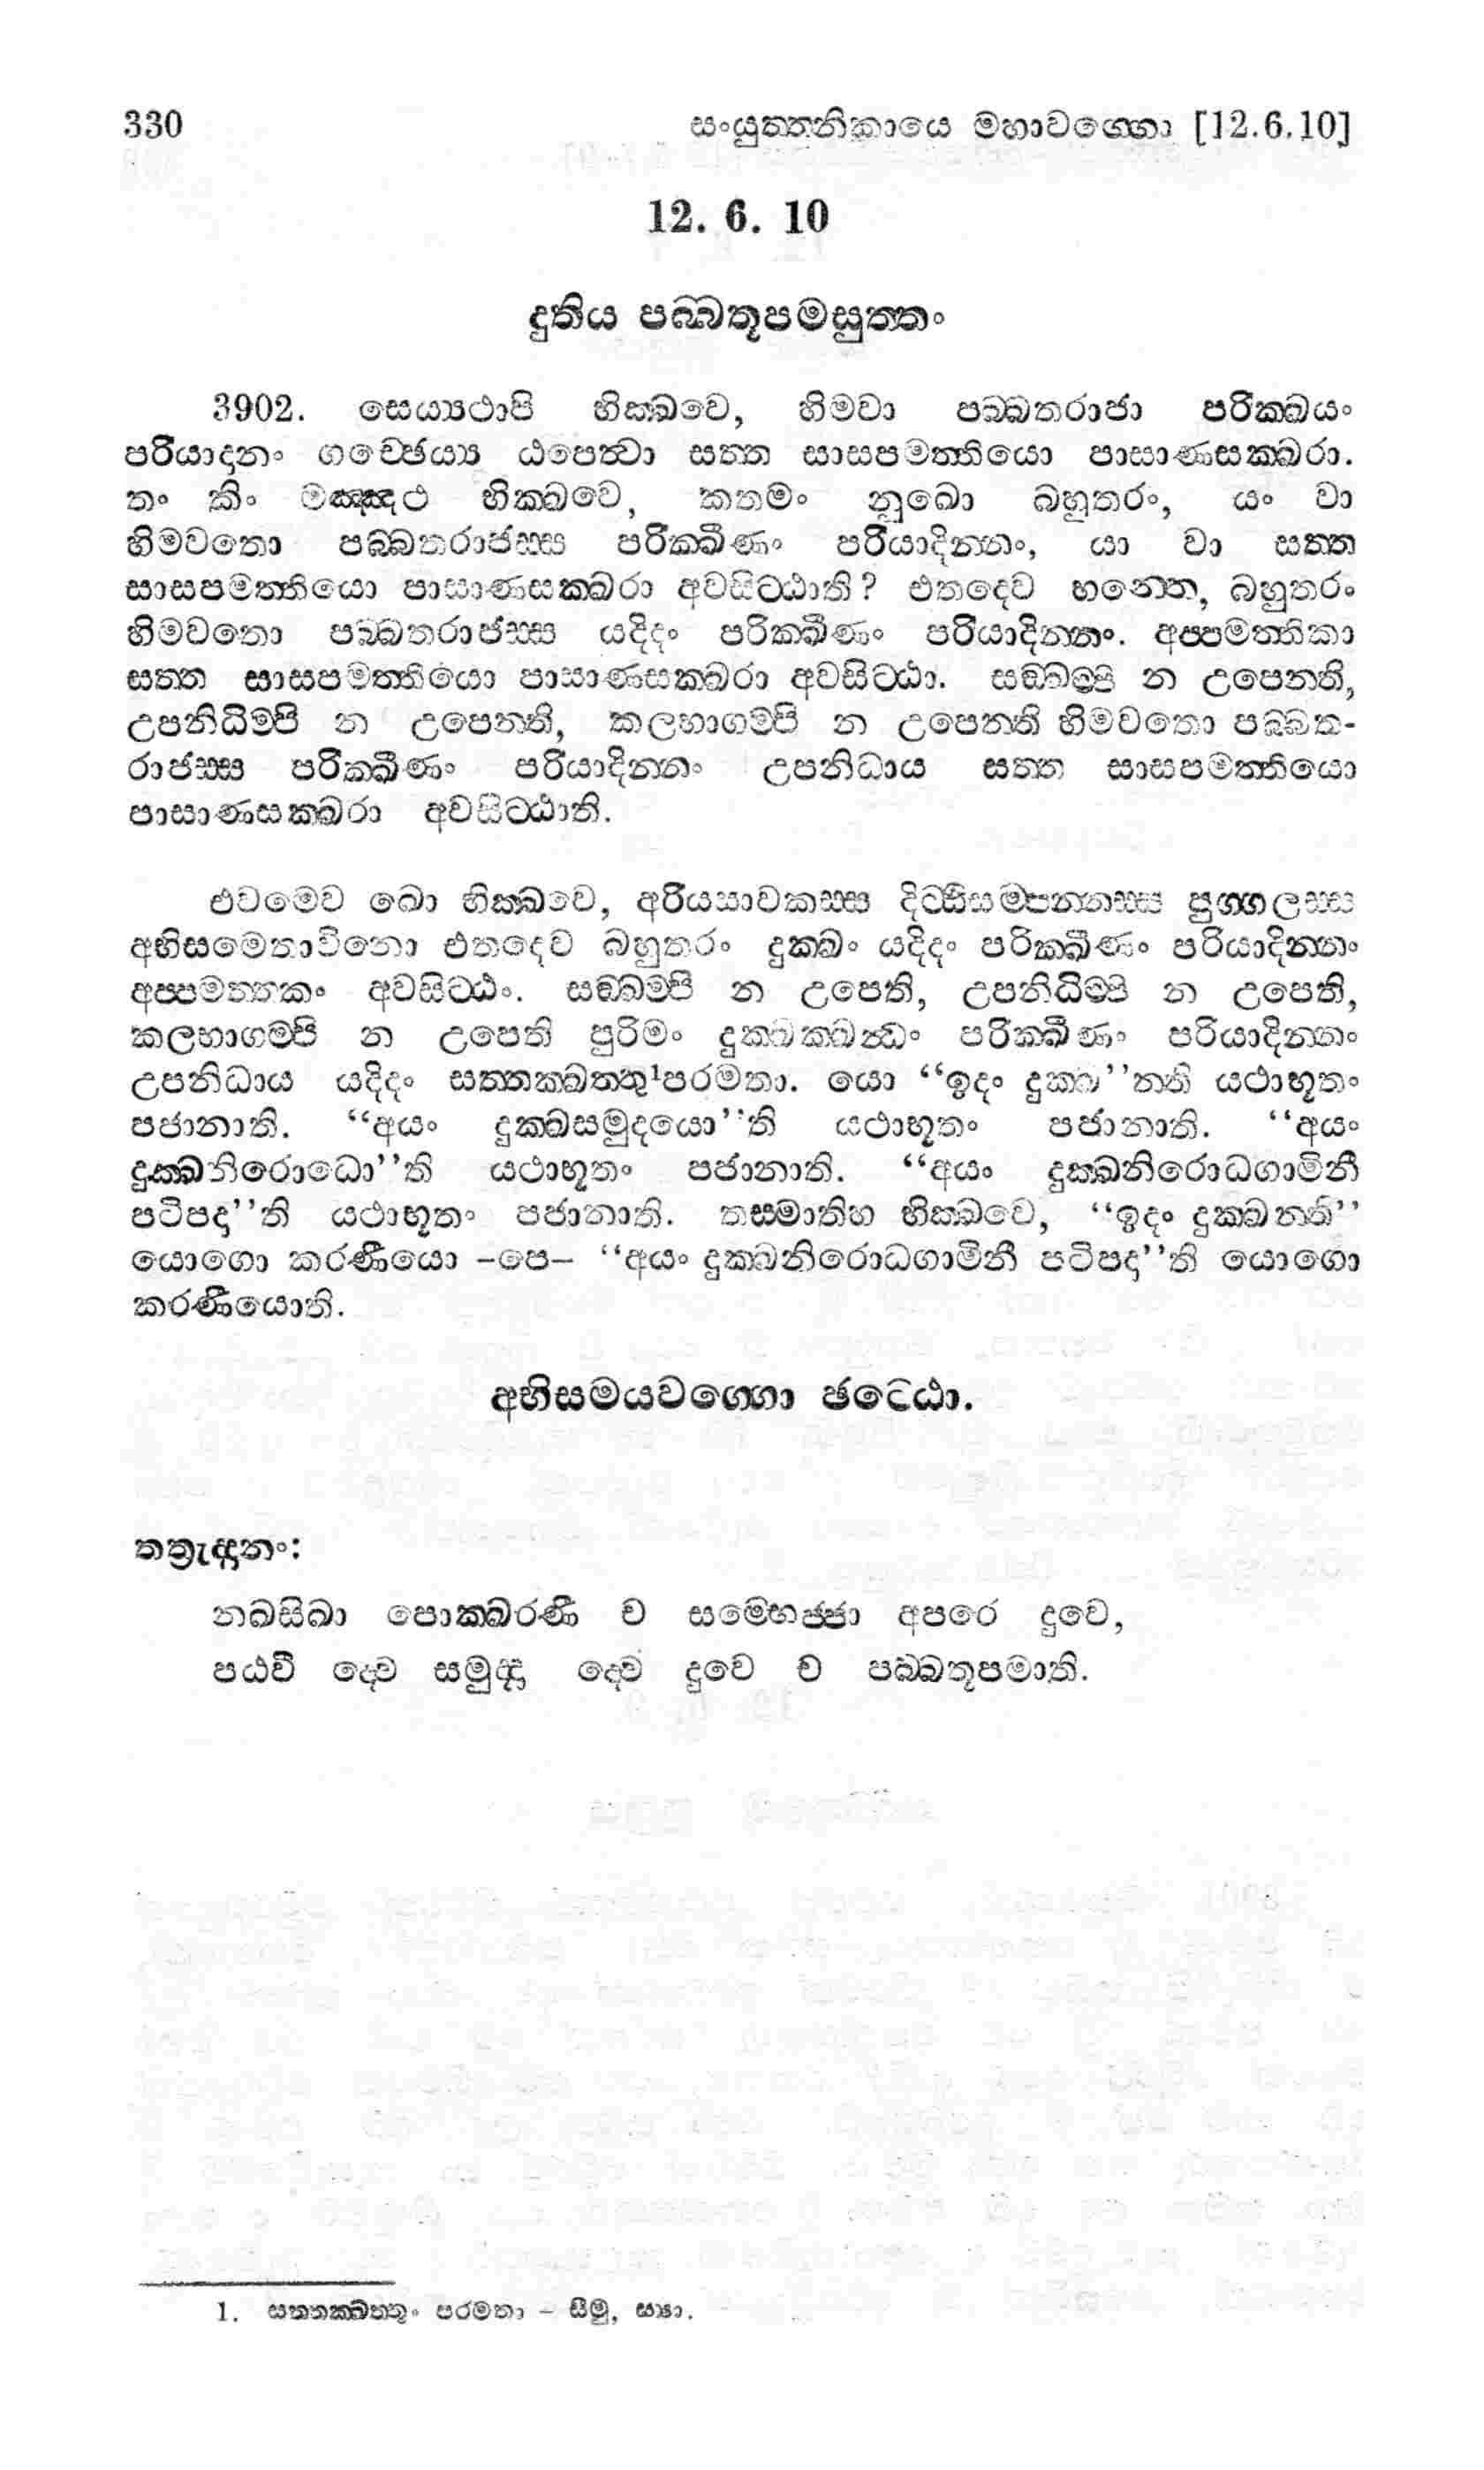 330 සංයුත්තනිකායෙ මහාවග්ගො [12.6.10]
12. 6. 10
දුතිය පබ්බතූපමසුත්තං
3902. සෙය්‍යථාපි භික්ඛවෙ, හිමවා පබ්බතරාජා පරික්ඛයං
පරියාදානං ගච්ඡෙය්‍ය ඨපෙත්‍වා සත්ත සාසපමත්තියො පාසාණසක්ඛරා.
තං කිං මඤ්ඤථ භික්ඛවෙ, කතමං නූඛො බහුතරං, යං වා
හිමවතො පබ්බතරාජස්ස පරික්ඛීණං පරියාදින්නං, යා වා සත්ත
සාසපමත්තියො පාසාණසක්ඛරා අවසිට්ඨාති? එතදෙව භන්තෙ, බහුතරං
හිමවතො පබ්බතරාජස්ස යදිදං පරික්ඛීණං පරියාදින්නං. අප්පමත්තිකා
සත්ත සාසපමත්තියො පාසාණසක්ඛරා අවසිට්ඨා. සඞ්ඛම්පි න උපෙන්ති,
උපනිධිම්පි න උපෙන්ති, කලභාගම්පි න උපෙන්ති හිමවතො පබ්බත-
රාජස්ස පරික්ඛීණං පරියාදින්නං උපනිධාය සත්ත සාසපමත්තියො
පාසාණසක්ඛරා අවසිට්ඨාති.
එවමෙව ඛො භික්ඛවෙ, අරියසාවකස්ස දිට්ඨිසම්පන්නස්ස පුග්ගලස්ස
අභිසමෙතාවිනො එතදෙව බහුතරං දුක්ඛං යදිදං පරික්ඛීණං පරියාදින්නං
අප්පමත්තකං අවසිට්ඨං. සඞ්ඛම්පි න උපෙති, උපනිධිම්පි න උපෙති,
කලභාගම්පි න උපෙති පුරිමං දුක්ඛක්ඛන්ධං පරික්ඛීණං පරියාදින්නං
උපනිධාය යදිදං සත්තක්ඛත්තු¹පරමතා. යො “ඉදං දුක්ඛ”න්ති යථාභූතං
පජානාති. “අයං දුක්ඛසමුදයො”ති යථාභූතං පජානාති. “අයං
දුක්ඛනිරොධො”ති යථාභූතං පජානාති. “අයං දුක්ඛනිරොධගාමිනී
පටිපදා”ති යථාභූතං පජානාති. තස්මාතිහ භික්ඛවෙ, “ඉදං දුක්ඛන්ති”
යොගො කරණීයො –පෙ– “අයං දුක්ඛනිරොධගාමිනී පටිපදා”ති යොගො
කරණීයොති.
අභිසමයවග්ගො ඡට්ඨො.
තත්‍රුද්දානං:
නඛසිඛා පොක්ඛරණී ච සම්භෙජ්ජා අපරෙ දුවෙ,
පඨවී ද්වෙ සමුද්දා ද්වෙ දුවෙ ච පබ්බතූපමාති.
1. සත්තක්ඛත්තුං පරමතා – සීමු, ස්‍යා.